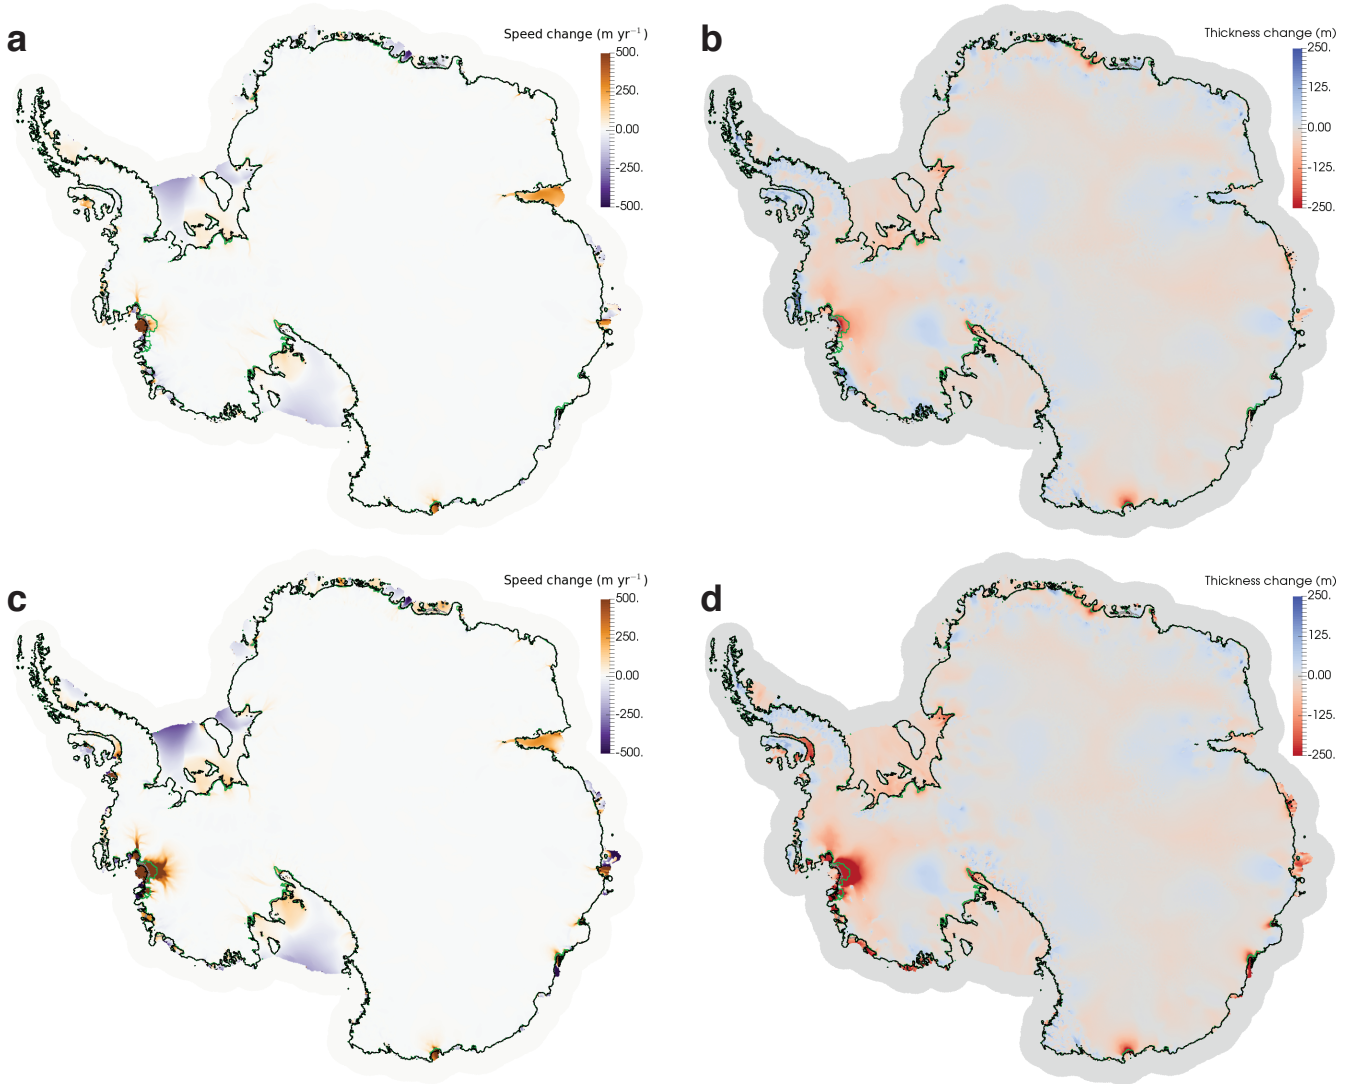 a
Speed change (m yr⁻¹)
500.
250.
0.00
-250.
-500.
b
Thickness change (m)
250.
125.
0.00
-125.
-250.
c
Speed change (m yr⁻¹)
500.
250.
0.00
-250.
-500.
d
Thickness change (m)
250.
125.
0.00
-125.
-250.